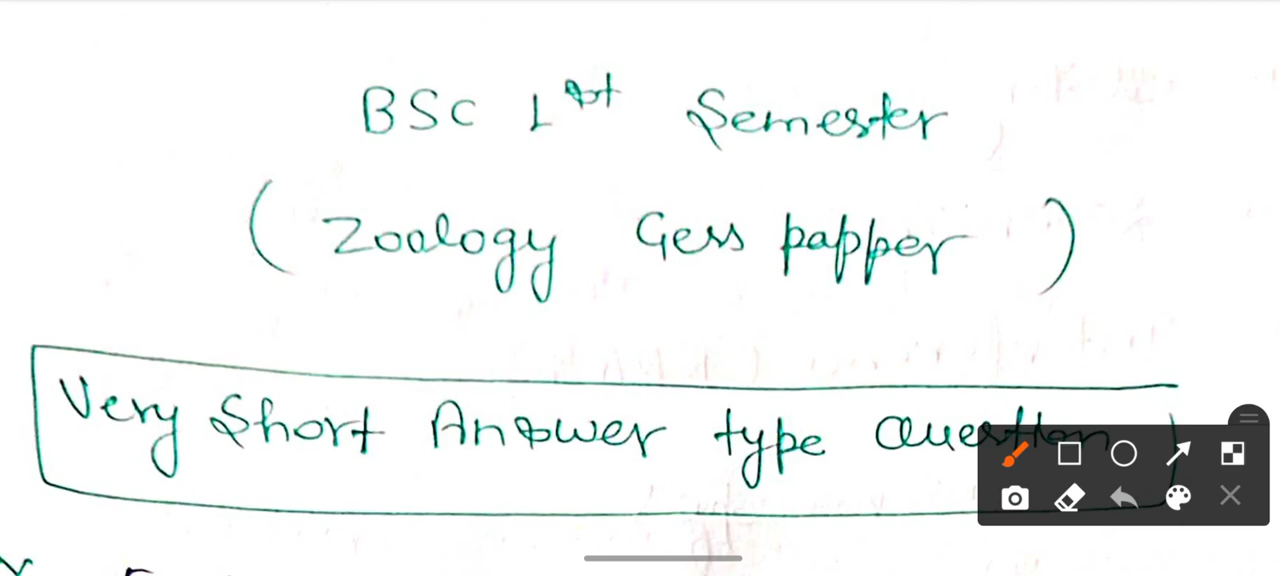 BSc 1st Semester
( Zoology Gess papper )
Very Short Answer type Question